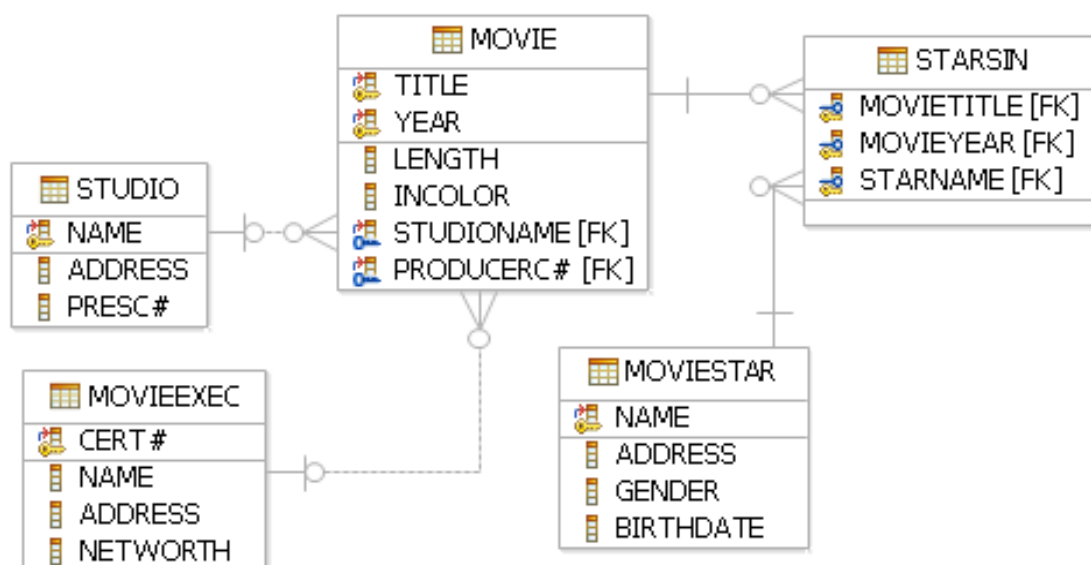 MOVIE
TITLE
YEAR
LENGTH
INCOLOR
STUDIONAME [FK]
PRODUCERC# [FK]
STARSIN
MOVIETITLE [FK]
MOVIEYEAR [FK]
STARNAME [FK]
STUDIO
NAME
ADDRESS
PRESC#
MOVIEEXEC
CERT#
NAME
ADDRESS
NETWORTH
MOVIESTAR
NAME
ADDRESS
GENDER
BIRTHDATE